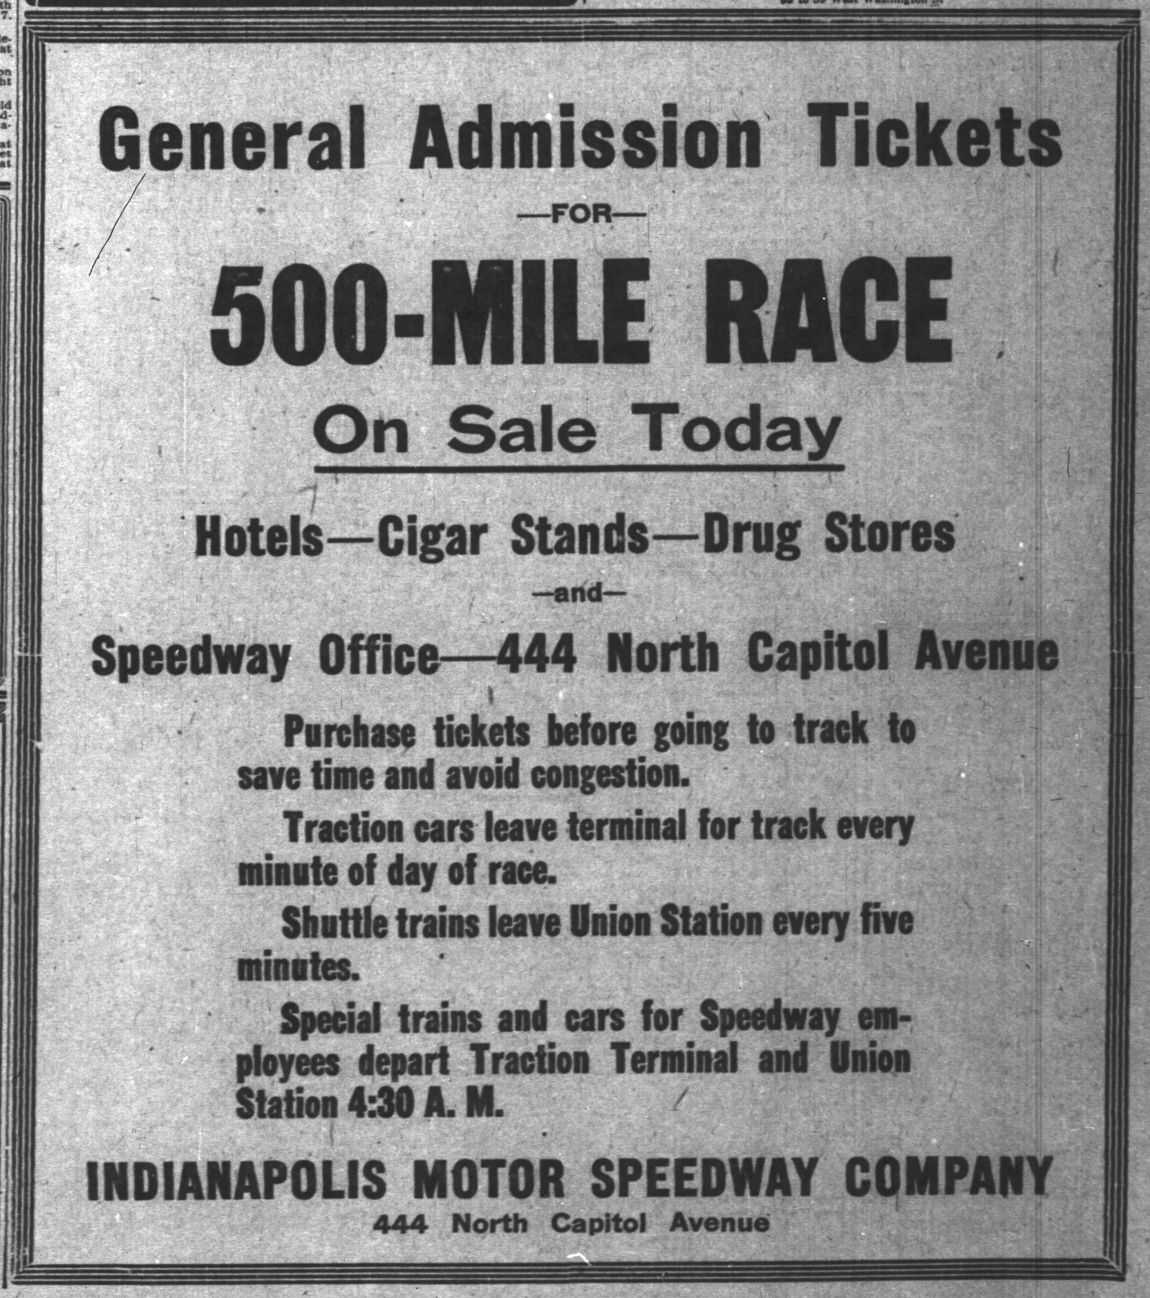 General Admission Tickets
—FOR—
500-MILE RACE
On Sale Today
Hotels—Cigar Stands—Drug Stores
—and—
Speedway Office—444 North Capitol Avenue
Purchase tickets before going to track to
save time and avoid congestion.
Traction cars leave terminal for track every
minute of day of race.
Shuttle trains leave Union Station every five
minutes.
Special trains and cars for Speedway em-
ployees depart Traction Terminal and Union
Station 4:30 A. M.
INDIANAPOLIS MOTOR SPEEDWAY COMPANY
444 North Capitol Avenue